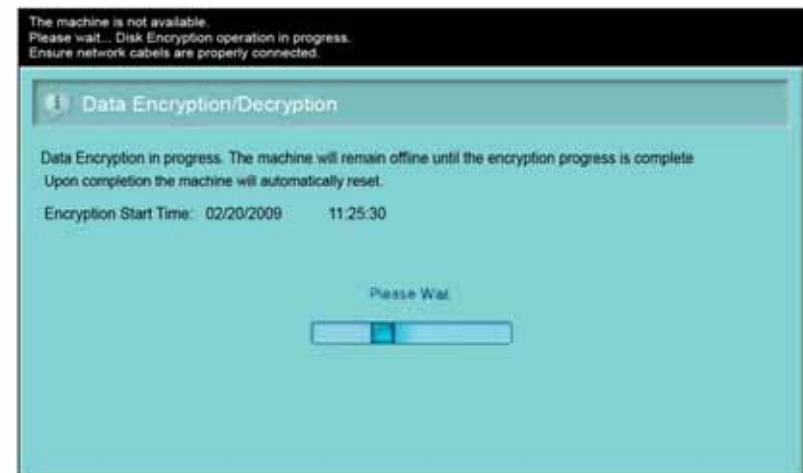 The machine is not available.
Please wait... Disk Encryption operation in progress.
Ensure network cabels are properly connected.
Data Encryption/Decryption
Data Encryption in progress. The machine will remain offline until the encryption progress is complete
Upon completion the machine will automatically reset.
Encryption Start Time: 02/20/2009 11:25:30
Please Wait